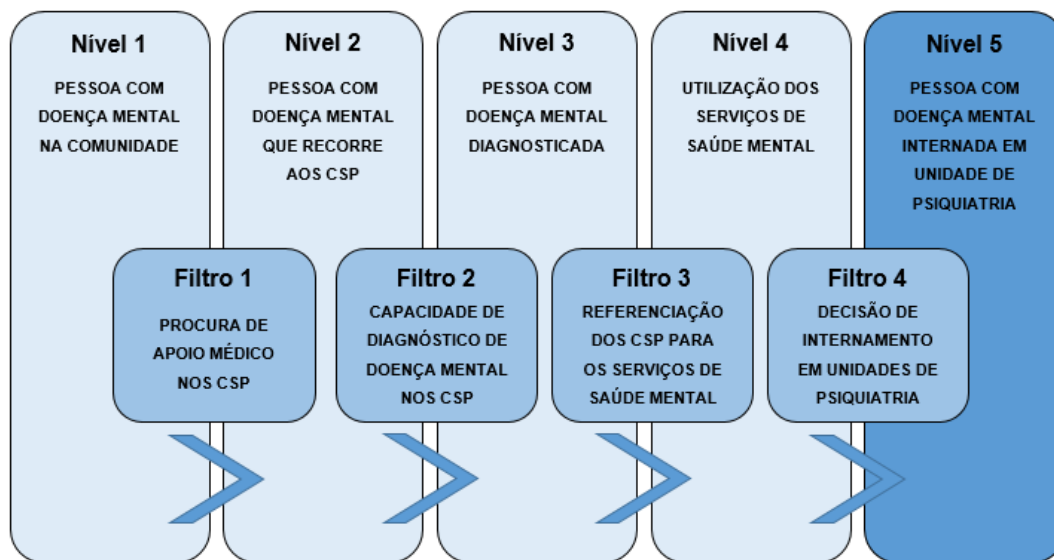 Nível 1
PESSOA COM
DOENÇA MENTAL
NA COMUNIDADE
Nível 2
PESSOA COM
DOENÇA MENTAL
QUE RECORRE
AOS CSP
Nível 3
PESSOA COM
DOENÇA MENTAL
DIAGNOSTICADA
Nível 4
UTILIZAÇÃO DOS
SERVIÇOS DE
SAÚDE MENTAL
Nível 5
PESSOA COM
DOENÇA MENTAL
INTERNADA EM
UNIDADE DE
PSIQUIATRIA
Filtro 1
PROCURA DE
APOIO MÉDICO
NOS CSP
Filtro 2
CAPACIDADE DE
DIAGNÓSTICO DE
DOENÇA MENTAL
NOS CSP
Filtro 3
REFERENCIAÇÃO
DOS CSP PARA
OS SERVIÇOS DE
SAÚDE MENTAL
Filtro 4
DECISÃO DE
INTERNAMENTO
EM UNIDADES DE
PSIQUIATRIA